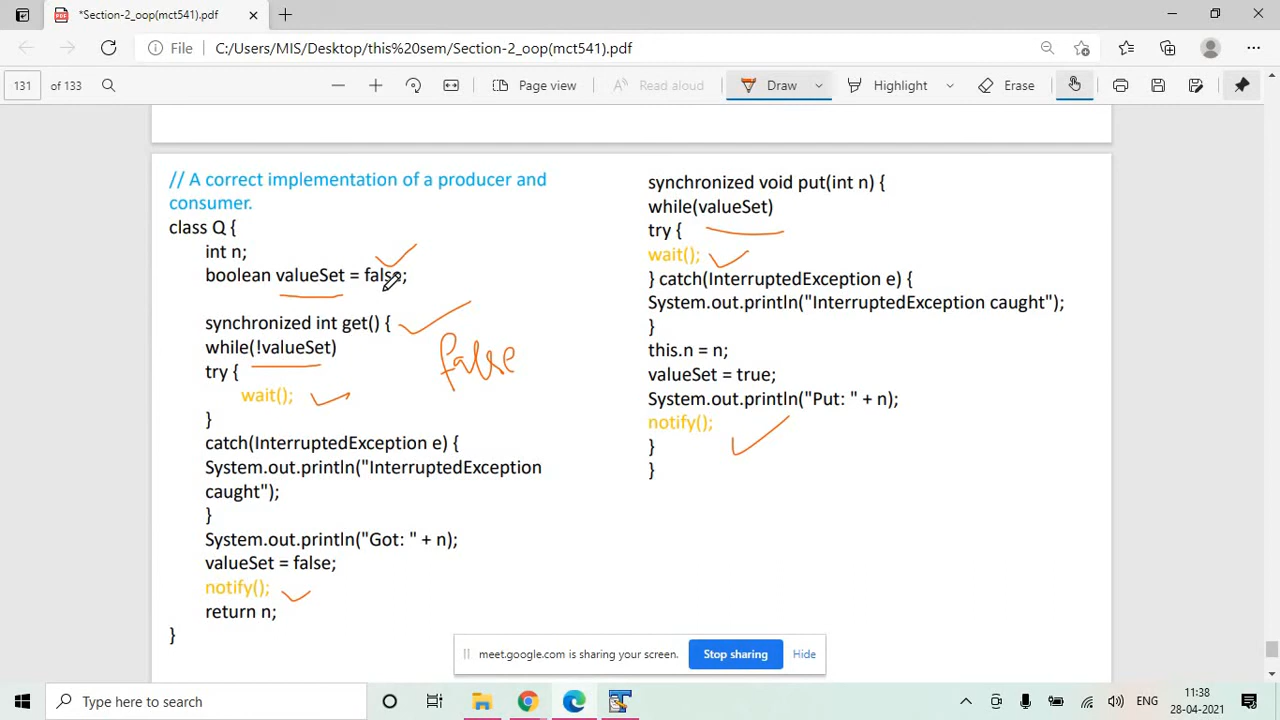 *Section-2_oop(mct541).pdf
File
C:/Users/MIS/Desktop/this%20sem/Section-2_oop(mct541).pdf
131
of 133
Page view
Read aloud
Draw
Highlight
Erase
// A correct implementation of a producer and
consumer.
class Q {
int n;
boolean valueSet = false;
synchronized int get() {
while(!valueSet)
try {
wait();
}
catch(InterruptedException e) {
System.out.println("InterruptedException
caught");
}
System.out.println("Got: " + n);
valueSet = false;
notify();
return n;
}
false
synchronized void put(int n) {
while(valueSet)
try {
wait();
} catch(InterruptedException e) {
System.out.println("InterruptedException caught");
}
this.n = n;
valueSet = true;
System.out.println("Put: " + n);
notify();
}
}
meet.google.com is sharing your screen.
Stop sharing
Hide
Type here to search
ENG
11:38
28-04-2021